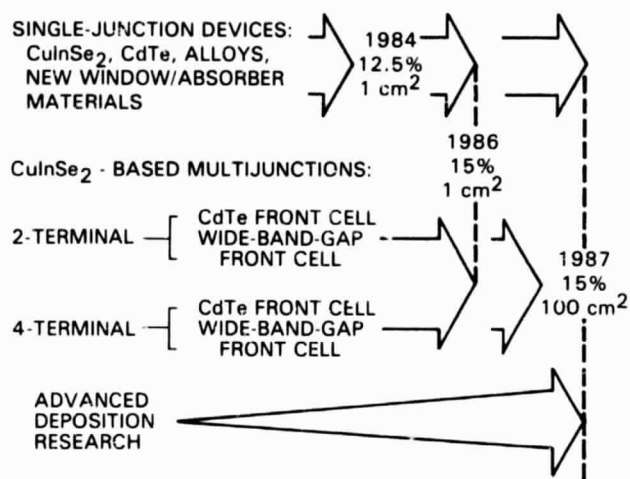 SINGLE-JUNCTION DEVICES:
CuInSe2, CdTe, ALLOYS,
NEW WINDOW/ABSORBER
MATERIALS
1984
12.5%
1 cm2
1986
15%
1 cm2
CuInSe2 - BASED MULTIJUNCTIONS:
2-TERMINAL
CdTe FRONT CELL
WIDE-BAND-GAP
FRONT CELL
1987
15%
100 cm2
4-TERMINAL
CdTe FRONT CELL
WIDE-BAND-GAP
FRONT CELL
ADVANCED
DEPOSITION
RESEARCH